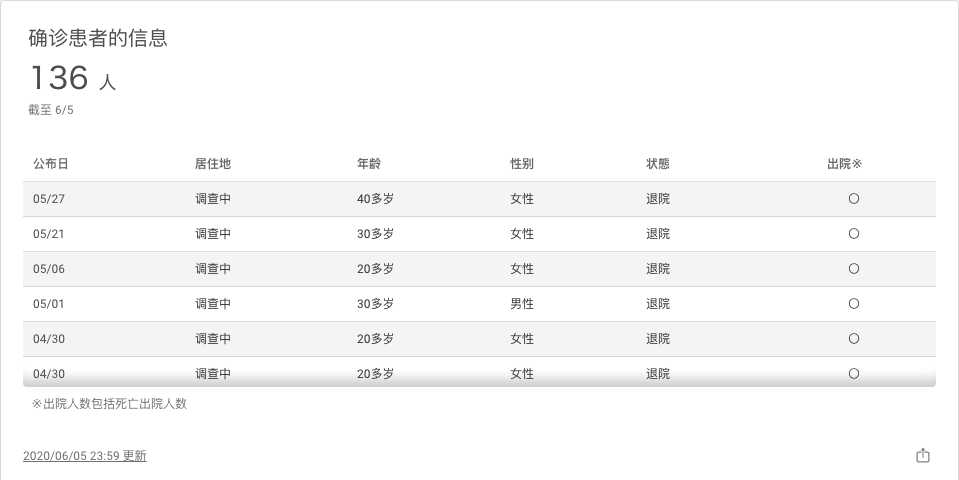 确诊患者的信息
136 人
截至 6/5
公布日 居住地 年龄 性别 状態 出院※
05/27 调查中 40多岁 女性 退院 〇
05/21 调查中 30多岁 女性 退院 〇
05/06 调查中 20多岁 女性 退院 〇
05/01 调查中 30多岁 男性 退院 〇
04/30 调查中 20多岁 女性 退院 〇
04/30 调查中 20多岁 女性 退院 〇
※出院人数包括死亡出院人数
2020/06/05 23:59 更新